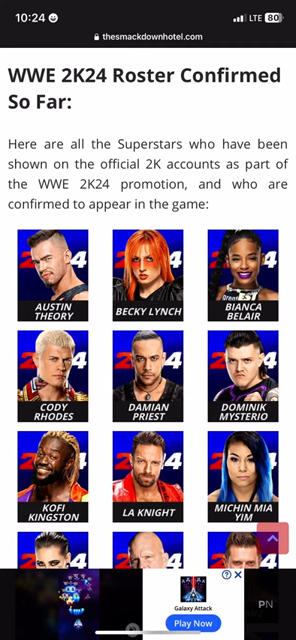 10:24
LTE 80
thesmackdownhotel.com
WWE 2K24 Roster Confirmed
So Far:
Here are all the Superstars who have been
shown on the official 2K accounts as part of
the WWE 2K24 promotion, and who are
confirmed to appear in the game:
AUSTIN
THEORY
BECKY LYNCH
BIANCA
BELAIR
CODY
RHODES
DAMIAN
PRIEST
DOMINIK
MYSTERIO
KOFI
KINGSTON
LA KNIGHT
MICHIN MIA
YIM
Galaxy Attack
Play Now
PN